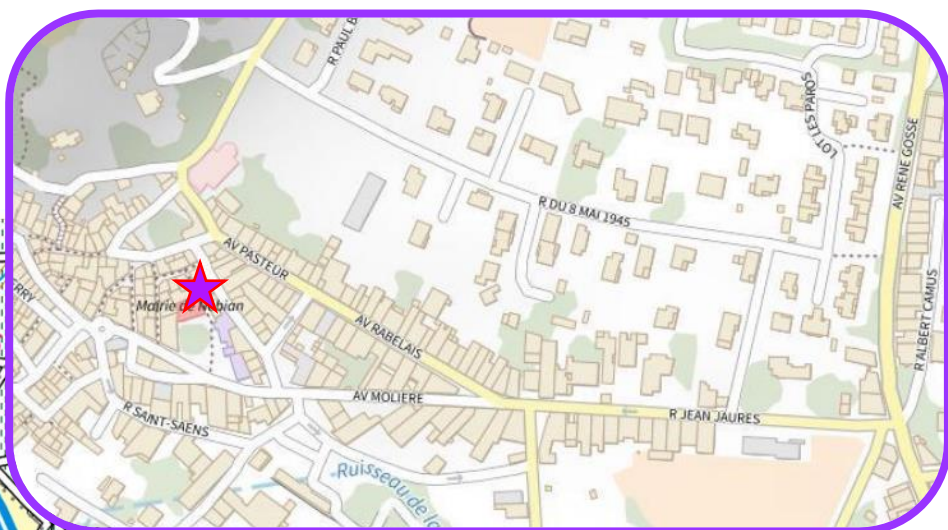 R PAUL B
LOT LES PAROS
AV RENE GOSSE
R DU 8 MAI 1945
AV PASTEUR
ERRY
Mairie de Nébian
AV RABELAIS
R ALBERT CAMUS
AV MOLIERE
R SAINT-SAENS
R JEAN JAURES
Ruisseau de